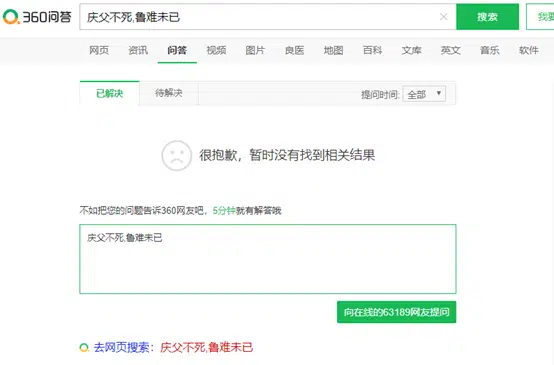 360问答 庆父不死,鲁难未已 × 搜索 我要
网页 资讯 问答 视频 图片 良医 地图 百科 文库 英文 音乐 软件
已解决 待解决 提问时间: 全部
很抱歉，暂时没有找到相关结果
不如把您的问题告诉360网友吧，5分钟就有解答哦
庆父不死,鲁难未已
向在线的63189网友提问
去网页搜索：庆父不死,鲁难未已